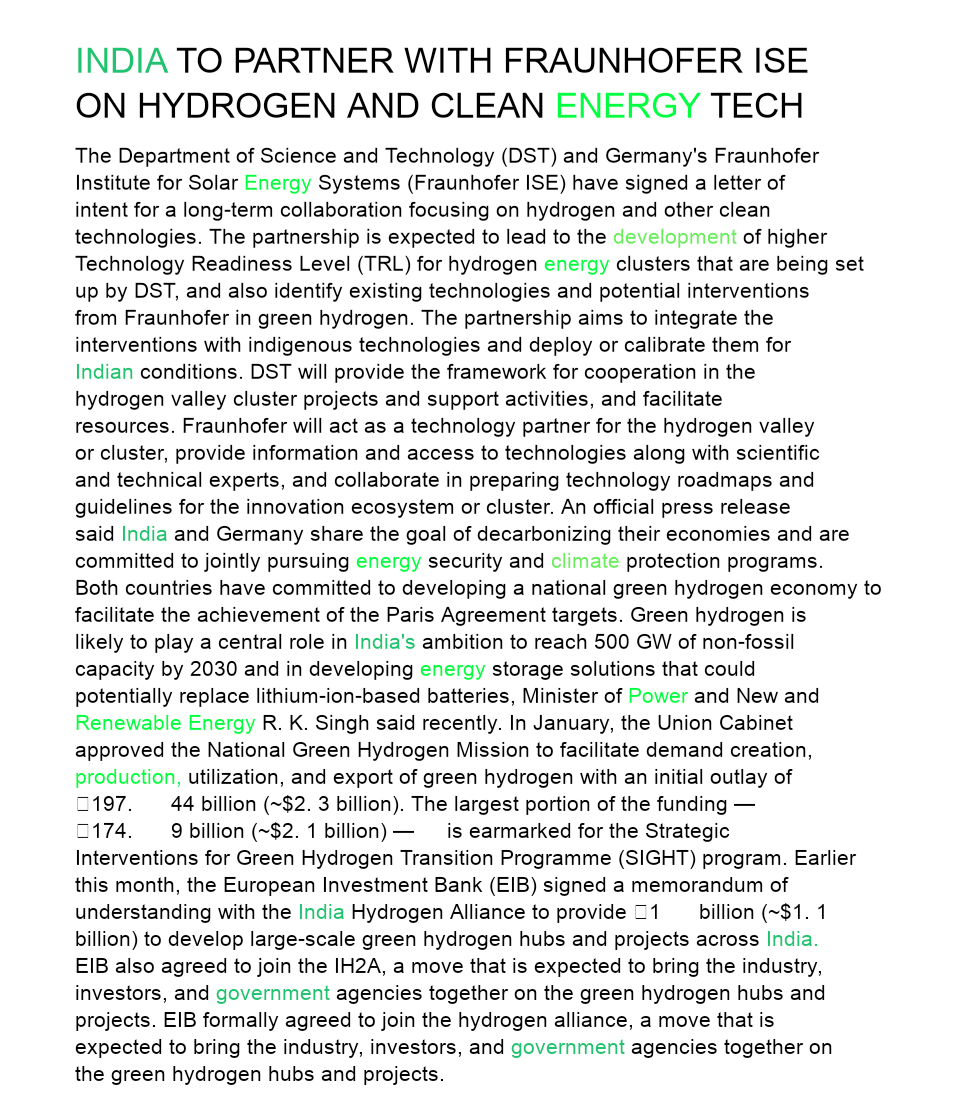 INDIA TO PARTNER WITH FRAUNHOFER ISE
ON HYDROGEN AND CLEAN ENERGY TECH
The Department of Science and Technology (DST) and Germany's Fraunhofer
Institute for Solar Energy Systems (Fraunhofer ISE) have signed a letter of
intent for a long-term collaboration focusing on hydrogen and other clean
technologies. The partnership is expected to lead to the development of higher
Technology Readiness Level (TRL) for hydrogen energy clusters that are being set
up by DST, and also identify existing technologies and potential interventions
from Fraunhofer in green hydrogen. The partnership aims to integrate the
interventions with indigenous technologies and deploy or calibrate them for
Indian conditions. DST will provide the framework for cooperation in the
hydrogen valley cluster projects and support activities, and facilitate
resources. Fraunhofer will act as a technology partner for the hydrogen valley
or cluster, provide information and access to technologies along with scientific
and technical experts, and collaborate in preparing technology roadmaps and
guidelines for the innovation ecosystem or cluster. An official press release
said India and Germany share the goal of decarbonizing their economies and are
committed to jointly pursuing energy security and climate protection programs.
Both countries have committed to developing a national green hydrogen economy to
facilitate the achievement of the Paris Agreement targets. Green hydrogen is
likely to play a central role in India's ambition to reach 500 GW of non-fossil
capacity by 2030 and in developing energy storage solutions that could
potentially replace lithium-ion-based batteries, Minister of Power and New and
Renewable Energy R. K. Singh said recently. In January, the Union Cabinet
approved the National Green Hydrogen Mission to facilitate demand creation,
production, utilization, and export of green hydrogen with an initial outlay of
□197. 44 billion (~$2. 3 billion). The largest portion of the funding —
□174. 9 billion (~$2. 1 billion) — is earmarked for the Strategic
Interventions for Green Hydrogen Transition Programme (SIGHT) program. Earlier
this month, the European Investment Bank (EIB) signed a memorandum of
understanding with the India Hydrogen Alliance to provide □1 billion (~$1. 1
billion) to develop large-scale green hydrogen hubs and projects across India.
EIB also agreed to join the IH2A, a move that is expected to bring the industry,
investors, and government agencies together on the green hydrogen hubs and
projects. EIB formally agreed to join the hydrogen alliance, a move that is
expected to bring the industry, investors, and government agencies together on
the green hydrogen hubs and projects.